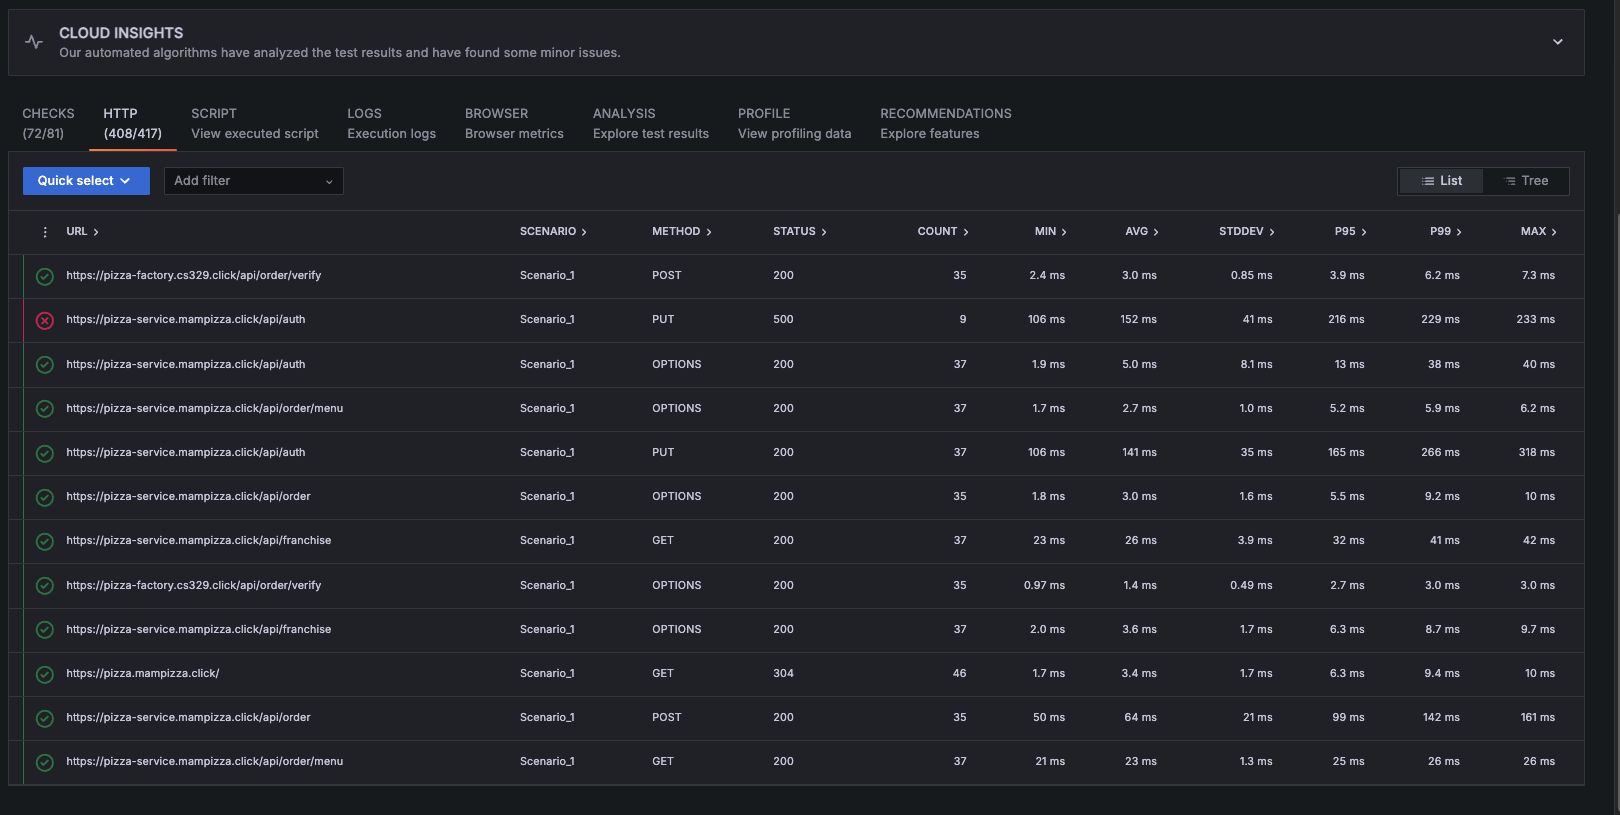 CLOUD INSIGHTS
Our automated algorithms have analyzed the test results and have found some minor issues.
CHECKS HTTP SCRIPT LOGS BROWSER ANALYSIS PROFILE RECOMMENDATIONS
(72/81) (408/417) View executed script Execution logs Browser metrics Explore test results View profiling data Explore features
Quick select Add filter List Tree
URL SCENARIO METHOD STATUS COUNT MIN AVG STDDEV P95 P99 MAX
https://pizza-factory.cs329.click/api/order/verify Scenario_1 POST 200 35 2.4 ms 3.0 ms 0.85 ms 3.9 ms 6.2 ms 7.3 ms
https://pizza-service.mampizza.click/api/auth Scenario_1 PUT 500 9 106 ms 152 ms 41 ms 216 ms 229 ms 233 ms
https://pizza-service.mampizza.click/api/auth Scenario_1 OPTIONS 200 37 1.9 ms 5.0 ms 8.1 ms 13 ms 38 ms 40 ms
https://pizza-service.mampizza.click/api/order/menu Scenario_1 OPTIONS 200 37 1.7 ms 2.7 ms 1.0 ms 5.2 ms 5.9 ms 6.2 ms
https://pizza-service.mampizza.click/api/auth Scenario_1 PUT 200 37 106 ms 141 ms 35 ms 165 ms 266 ms 318 ms
https://pizza-service.mampizza.click/api/order Scenario_1 OPTIONS 200 35 1.8 ms 3.0 ms 1.6 ms 5.5 ms 9.2 ms 10 ms
https://pizza-service.mampizza.click/api/franchise Scenario_1 GET 200 37 23 ms 26 ms 3.9 ms 32 ms 41 ms 42 ms
https://pizza-factory.cs329.click/api/order/verify Scenario_1 OPTIONS 200 35 0.97 ms 1.4 ms 0.49 ms 2.7 ms 3.0 ms 3.0 ms
https://pizza-service.mampizza.click/api/franchise Scenario_1 OPTIONS 200 37 2.0 ms 3.6 ms 1.7 ms 6.3 ms 8.7 ms 9.7 ms
https://pizza.mampizza.click/ Scenario_1 GET 304 46 1.7 ms 3.4 ms 1.7 ms 6.3 ms 9.4 ms 10 ms
https://pizza-service.mampizza.click/api/order Scenario_1 POST 200 35 50 ms 64 ms 21 ms 99 ms 142 ms 161 ms
https://pizza-service.mampizza.click/api/order/menu Scenario_1 GET 200 37 21 ms 23 ms 1.3 ms 25 ms 26 ms 26 ms